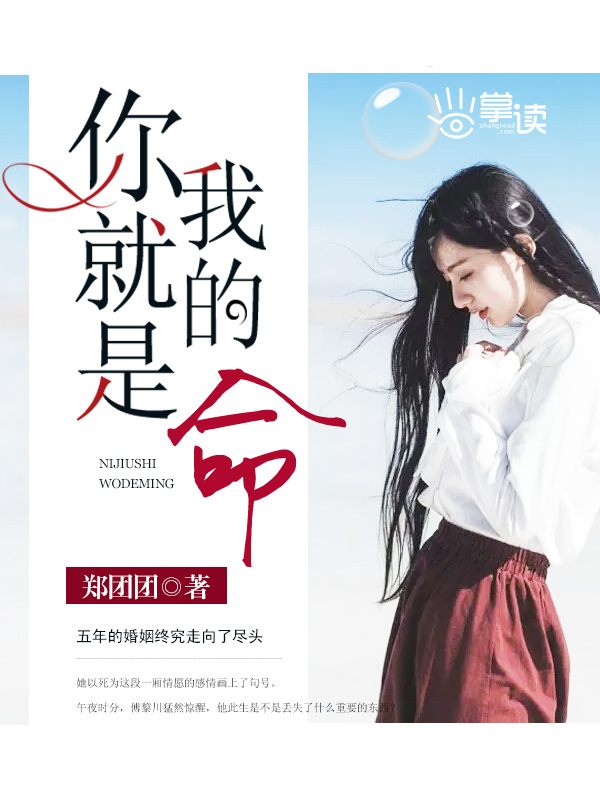 掌读
zhangread
.com
你就是
我的
命
NIJIUSHI
WODEMING
郑团团◎著
五年的婚姻终究走向了尽头
她以死为这段一厢情愿的感情画上了句号。
午夜时分，傅黎川猛然惊醒，他此生是不是丢失了什么重要的东西？